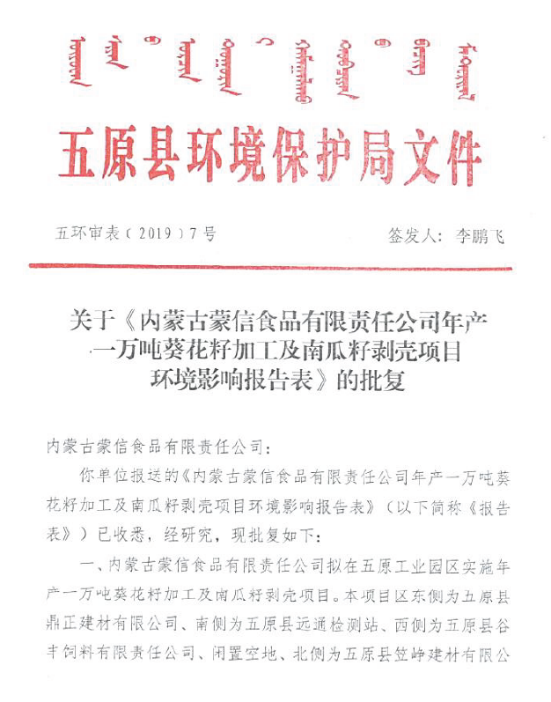 五原县环境保护局文件
五环审表〔2019〕7号 签发人：李鹏飞
关于《内蒙古蒙信食品有限责任公司年产
一万吨葵花籽加工及南瓜籽剥壳项目
环境影响报告表》的批复
内蒙古蒙信食品有限责任公司：
你单位报送的《内蒙古蒙信食品有限责任公司年产一万吨葵
花籽加工及南瓜籽剥壳项目环境影响报告表》（以下简称《报告
表》）已收悉，经研究，现批复如下：
一、内蒙古蒙信食品有限责任公司拟在五原工业园区实施年
产一万吨葵花籽加工及南瓜籽剥壳项目。本项目区东侧为五原县
鼎正建材有限公司、南侧为五原县远通检测站、西侧为五原县谷
丰饲料有限责任公司、闲置空地、北侧为五原县笠峥建材有限公